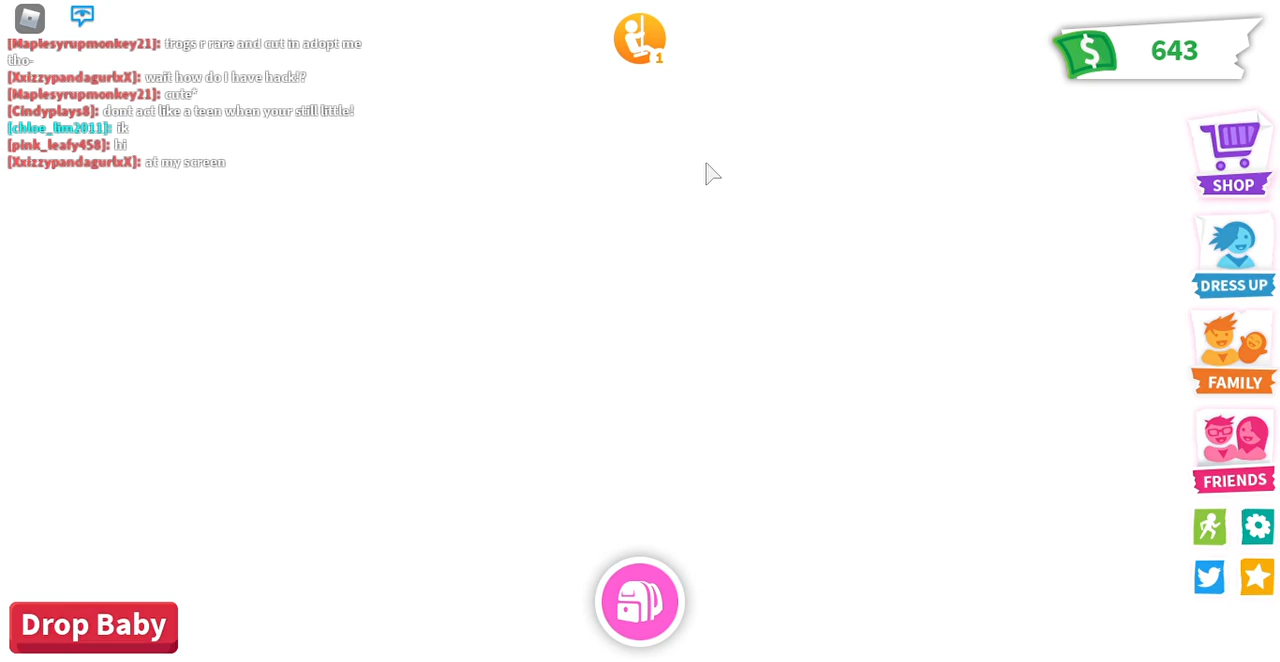 [Maplesyrupmonkey21]: frogs r rare and cut in adopt me
tho-
[XxizzypandagurlxX]: wait how do I have hack!?
[Maplesyrupmonkey21]: cute*
[Cindyplays8]: dont act like a teen when your still little!
[chloe_lim2011]: ik
[pink_leafy458]: hi
[XxizzypandagurlxX]: at my screen
1
$ 643
SHOP
DRESS UP
FAMILY
FRIENDS
Drop Baby